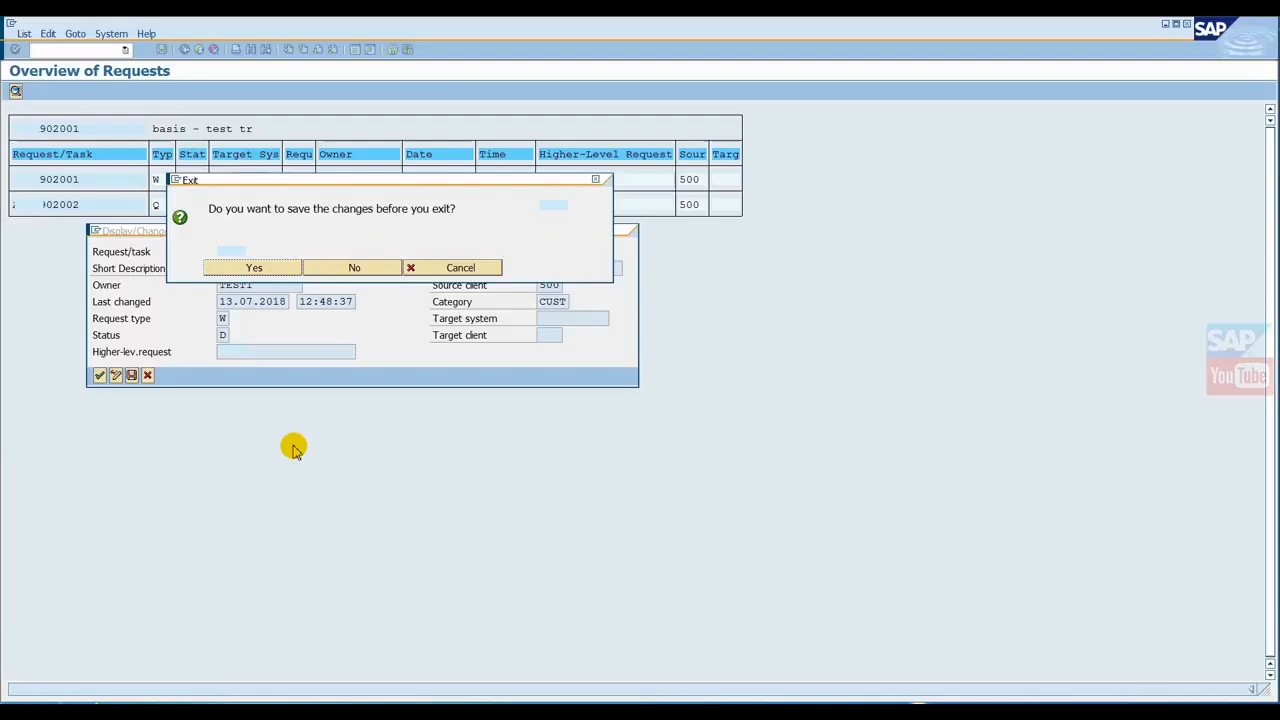 List Edit Goto System Help
SAP
Overview of Requests
902001 basis - test tr
Request/Task Typ Stat Target Sys Requ Owner Date Time Higher-Level Request Sour Targ
902001 W 500
902002 Q 500
Exit
Do you want to save the changes before you exit?
Yes No Cancel
Display/Change
Request/task
Short Description
Owner TEST1 Source client 500
Last changed 13.07.2018 12:48:37 Category CUST
Request type W Target system
Status D Target client
Higher-lev.request
SAP
YouTube